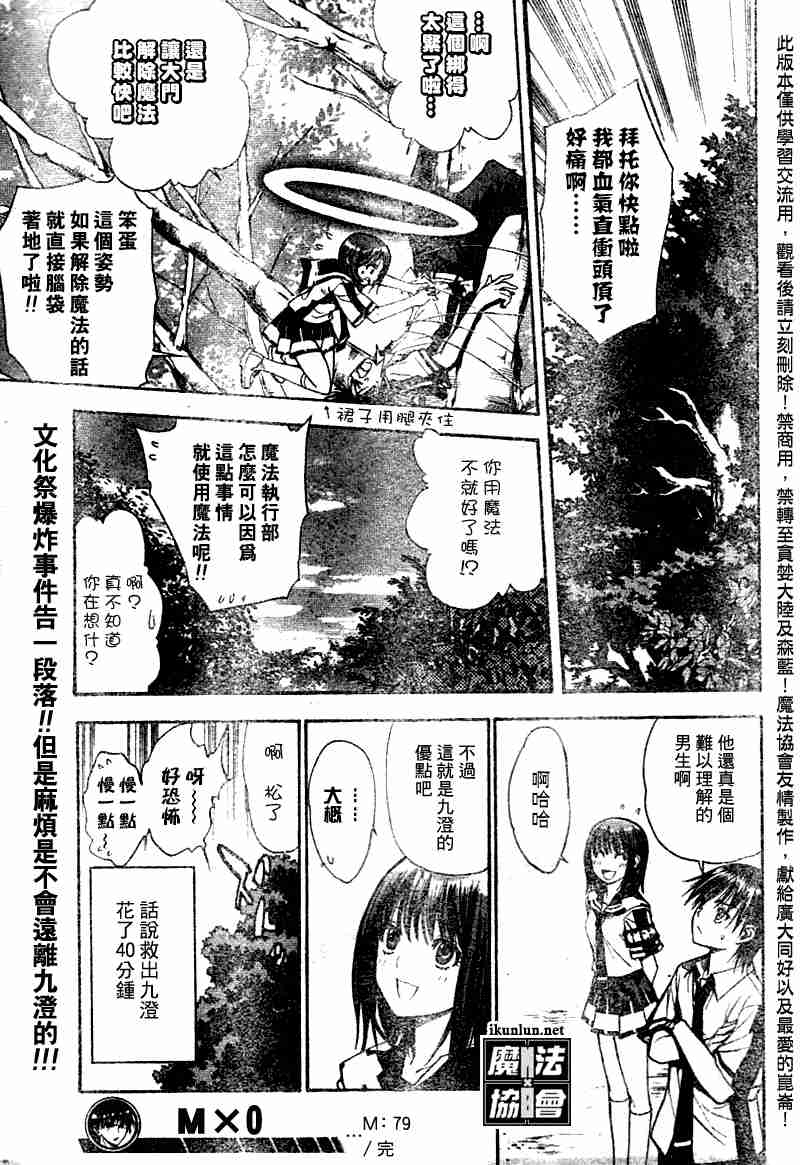 拜托你快點啦
我都血氣直衝頭頂了
好痛啊……
…啊
這個綁得
太緊了啦…
還是
讓大門
解除魔法
比較快吧
笨蛋
這個姿勢
如果解除魔法的話
就直接腦袋
著地了啦!!
↑裙子用腿夾住
你用魔法
不就好了嗎!?
魔法執行部
怎麼可以因爲
這點事情
就使用魔法呢!!
啊?
真不知道
你在想什?
他還真是個
難以理解的
男生啊
啊哈哈
不過
這就是九澄的
優點吧
……
大概
啊
松了
呀~
好恐怖
慢一點
慢一點
話說救出九澄
花了40分鍾
文化祭爆炸事件告一段落!!但是麻煩是不會遠離九澄的!!!
M×0
…
M:79
/完
ikunlun.net
魔法
協會
M×0
此版本僅供學習交流用，觀看後請立刻刪除！禁商用，禁轉至貪婪大陸及森藍！魔法協會友情製作，獻給廣大同好以及最愛的崑崙！